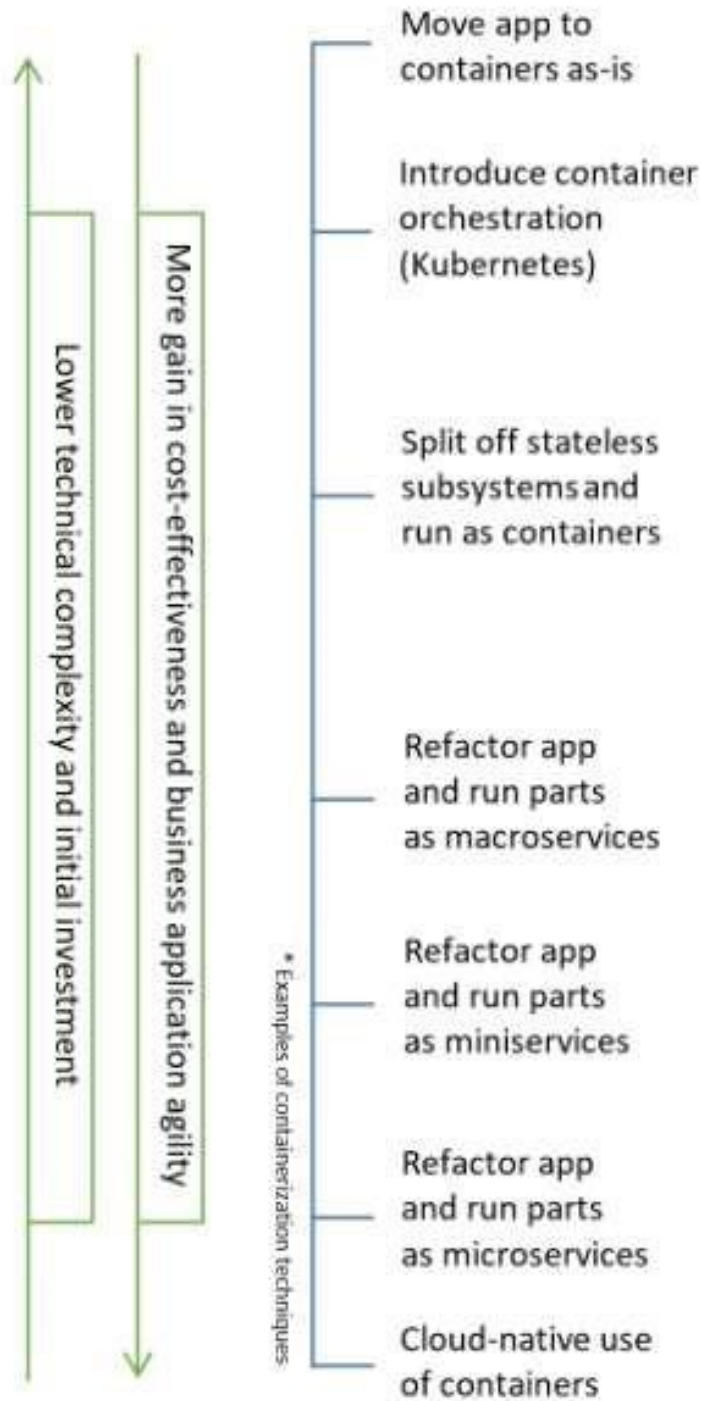 Move app to
containers as-is
Introduce container
orchestration
(Kubernetes)
Split off stateless
subsystems and
run as containers
Refactor app
and run parts
as macroservices
Refactor app
and run parts
as miniservices
Refactor app
and run parts
as microservices
Cloud-native use
of containers
* Examples of containerization techniques
More gain in cost-effectiveness and business application agility
Lower technical complexity and initial investment